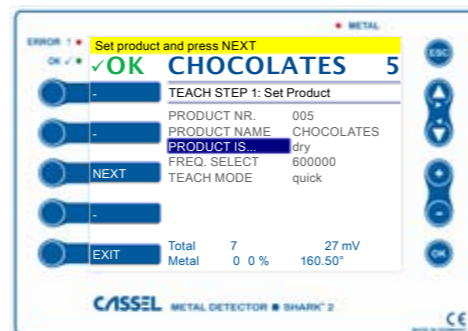 METAL
ERROR ! 
OK ✓
ESC
Set product and press NEXT
✓OK CHOCOLATES 5
- TEACH STEP 1: Set Product
PRODUCT NR. 005
- PRODUCT NAME CHOCOLATES
PRODUCT IS... dry
FREQ. SELECT 600000
NEXT TEACH MODE quick
+
-
-
Total 7 27 mV
EXIT Metal 0 0 % 160.50°
OK
CASSEL METAL DETECTOR SHARK® 2
CE